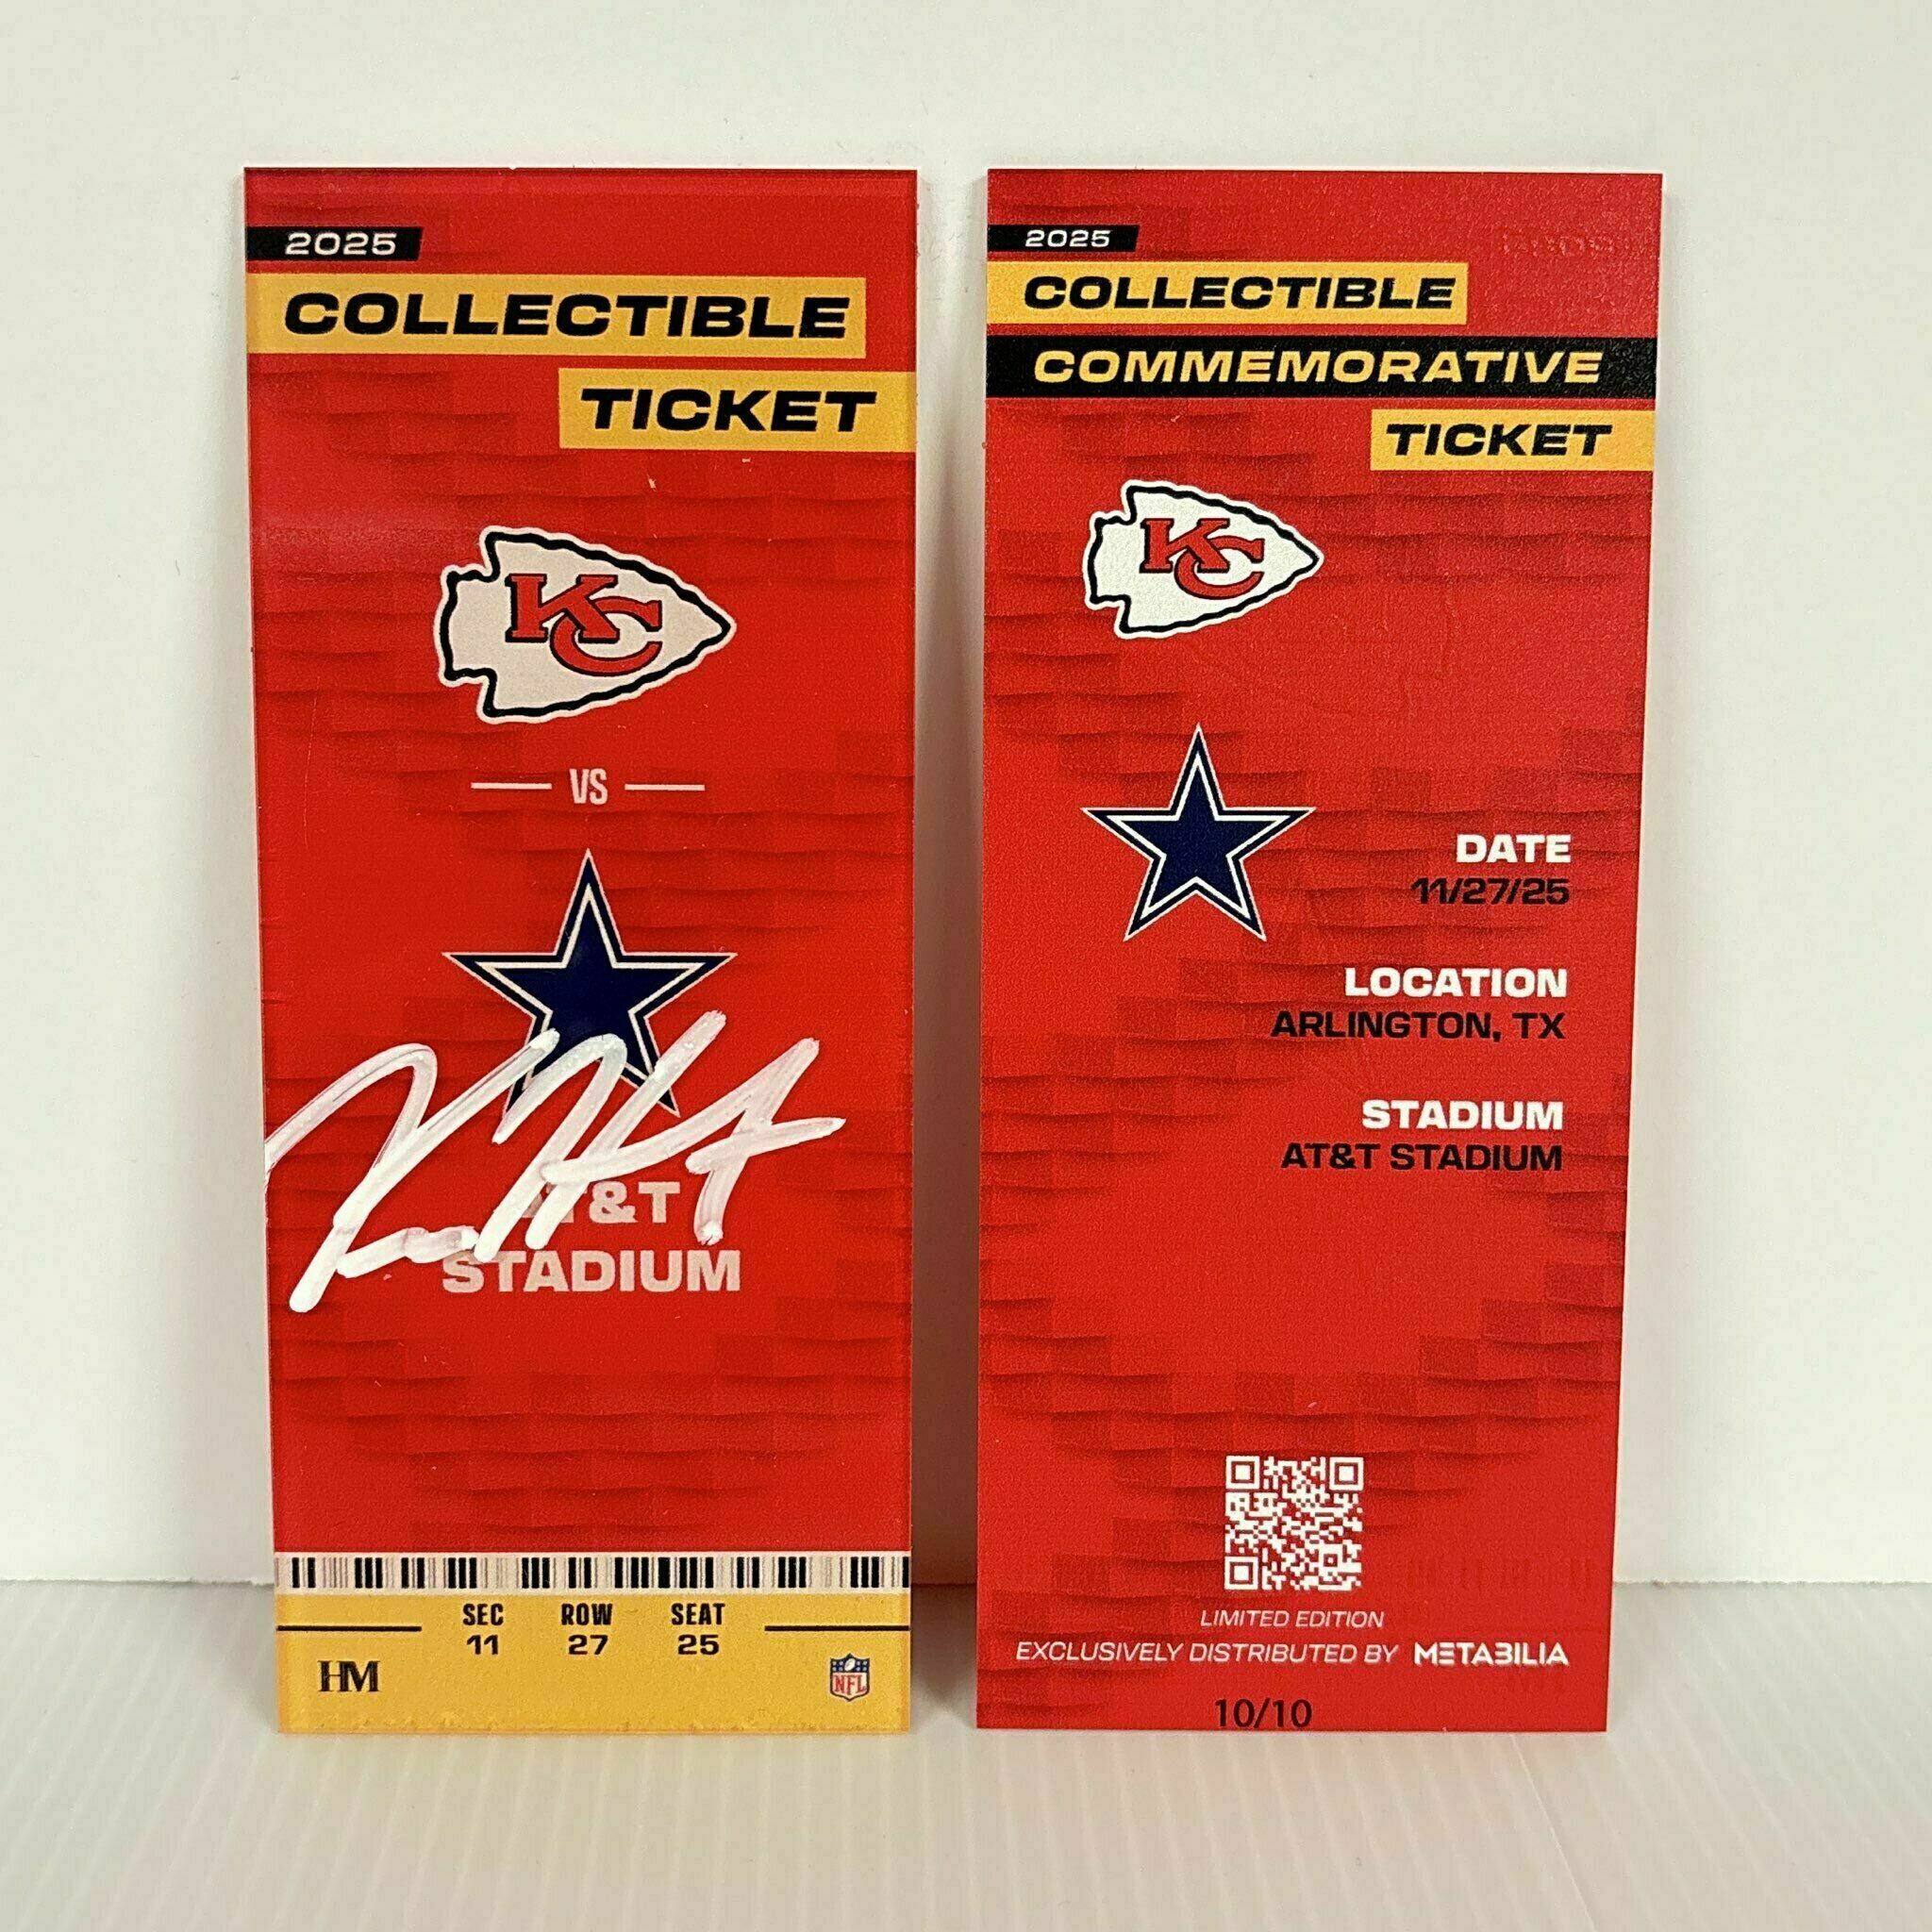 2025
COLLECTIBLE
TICKET
KC
VS
AT&T
STADIUM
SEC ROW SEAT
11 27 25
HM NFL
2025
COLLECTIBLE
COMMEMORATIVE
TICKET
KC
DATE
11/27/25
LOCATION
ARLINGTON, TX
STADIUM
AT&T STADIUM
LIMITED EDITION
EXCLUSIVELY DISTRIBUTED BY METABILIA
10/10